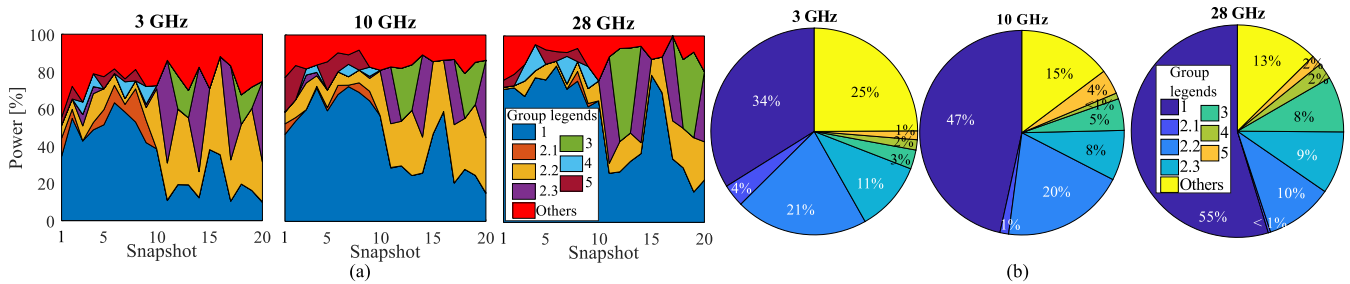 3 GHz
10 GHz
28 GHz
Power [%]
100
80
60
40
20
0
1 5 10 15 20
Snapshot
1 5 10 15 20
Snapshot
1 5 10 15 20
Snapshot
Group legends
1
2.1
2.2
2.3
3
4
5
Others
(a)
3 GHz
34%
25%
1%
2%
3%
11%
21%
4%
10 GHz
47%
15%
4%
<1%
5%
8%
20%
1%
28 GHz
Group
legends
1
2.1
2.2
2.3
3
4
5
Others
13%
2%
2%
8%
9%
10%
< 1%
55%
(b)